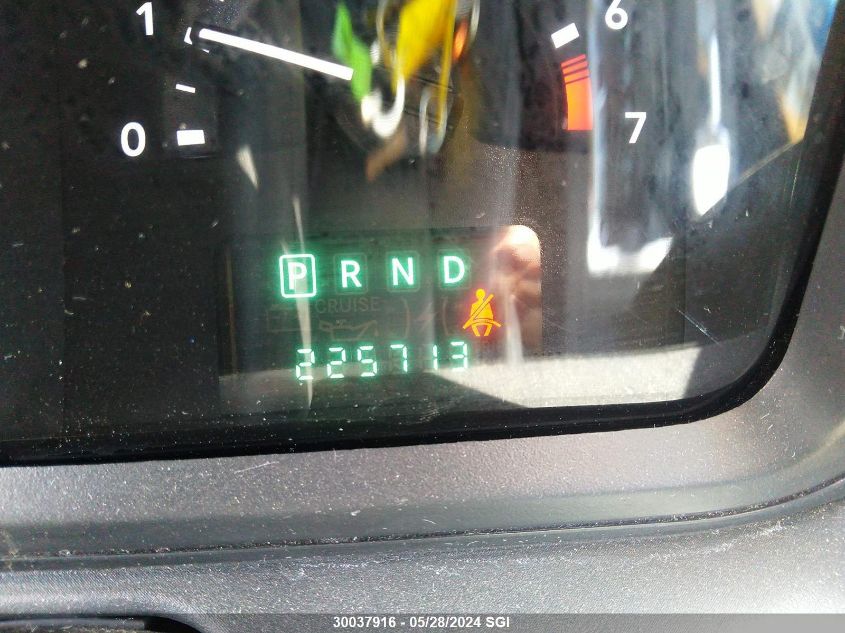 1 6
0 7
P R N D
CRUISE
225713
30037916 - 05/28/2024 SGI